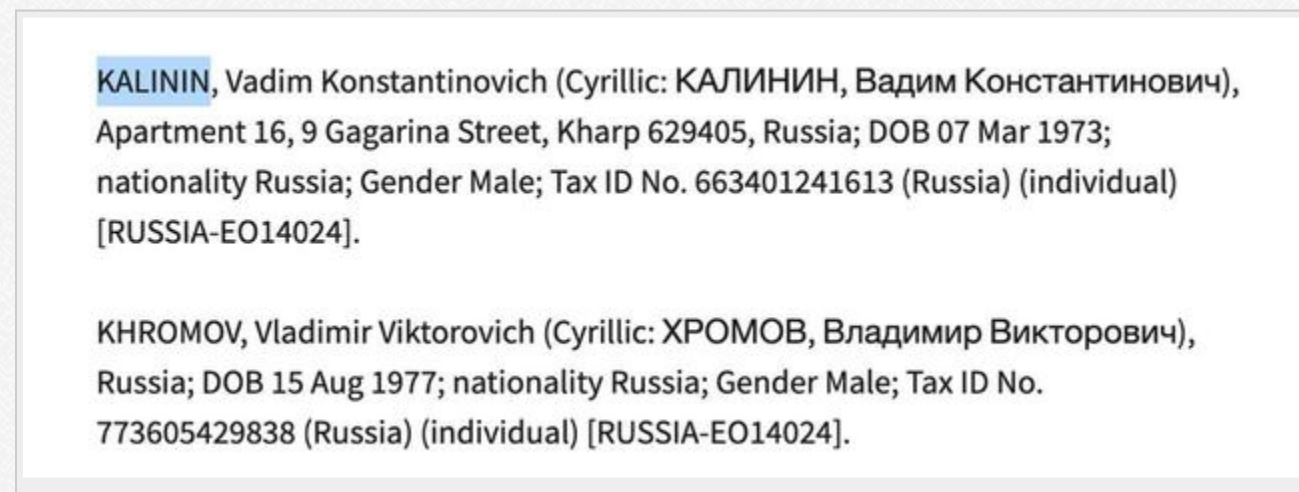 KALININ, Vadim Konstantinovich (Cyrillic: КАЛИНИН, Вадим Константинович),
Apartment 16, 9 Gagarina Street, Kharp 629405, Russia; DOB 07 Mar 1973;
nationality Russia; Gender Male; Tax ID No. 663401241613 (Russia) (individual)
[RUSSIA-EO14024].
KHROMOV, Vladimir Viktorovich (Cyrillic: ХРОМОВ, Владимир Викторович),
Russia; DOB 15 Aug 1977; nationality Russia; Gender Male; Tax ID No.
773605429838 (Russia) (individual) [RUSSIA-EO14024].